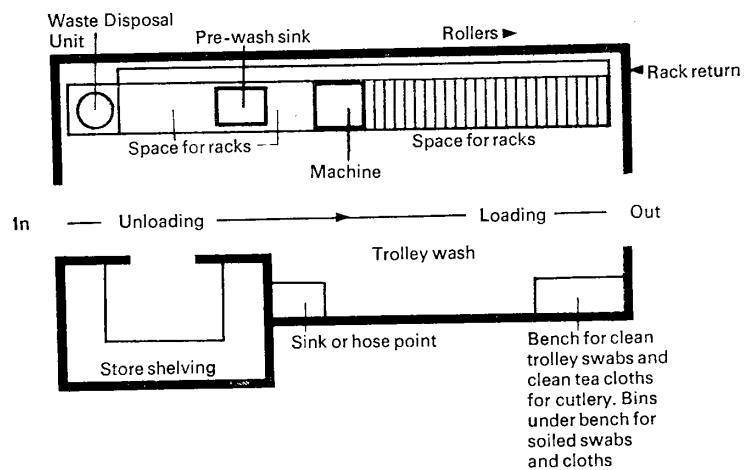 Waste Disposal
Unit
Pre-wash sink
Rollers ►
◄ Rack return
Space for racks
Space for racks
Machine
In
Unloading
Loading
Out
Trolley wash
Sink or hose point
Store shelving
Bench for clean
trolley swabs and
clean tea cloths
for cutlery. Bins
under bench for
soiled swabs
and cloths